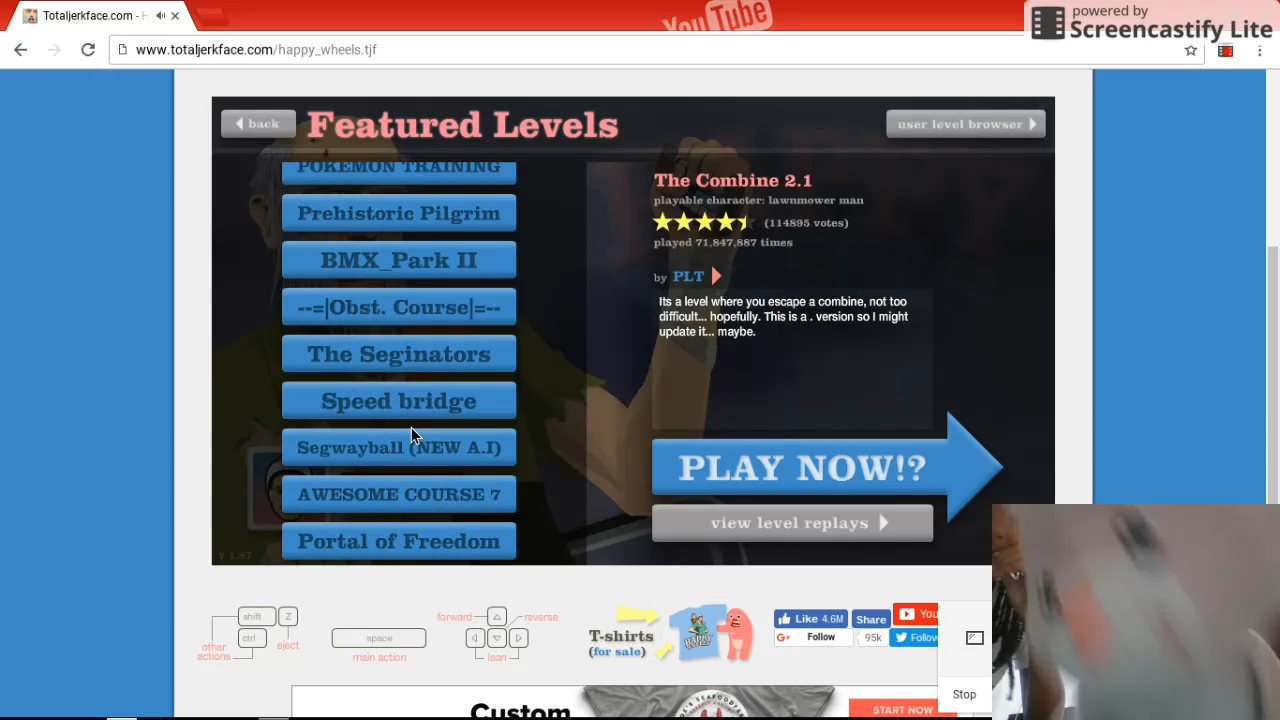 Totaljerkface.com - H
YouTube
powered by
Screencastify Lite
www.totaljerkface.com/happy_wheels.tjf
back
Featured Levels
user level browser
POKEMON TRAINING
Prehistoric Pilgrim
BMX_Park II
--=|Obst. Course|=--
The Seginators
Speed bridge
Segwayball (NEW A.I)
AWESOME COURSE 7
Portal of Freedom
The Combine 2.1
playable character: lawnmower man
(114895 votes)
played 71,847,887 times
by PLT
Its a level where you escape a combine, not too
difficult... hopefully. This is a . version so I might
update it... maybe.
PLAY NOW!?
view level replays
v 1.87
shift
Z
ctrl
eject
other
actions
space
main action
forward
reverse
lean
T-shirts
(for sale)
Like 4.6M
Share
You
G+ Follow
95k
Follow
Stop
Custom
START NOW